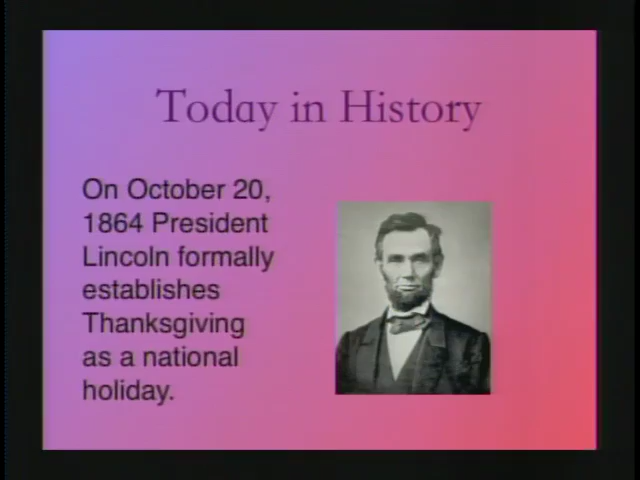 Today in History
On October 20,
1864 President
Lincoln formally
establishes
Thanksgiving
as a national
holiday.